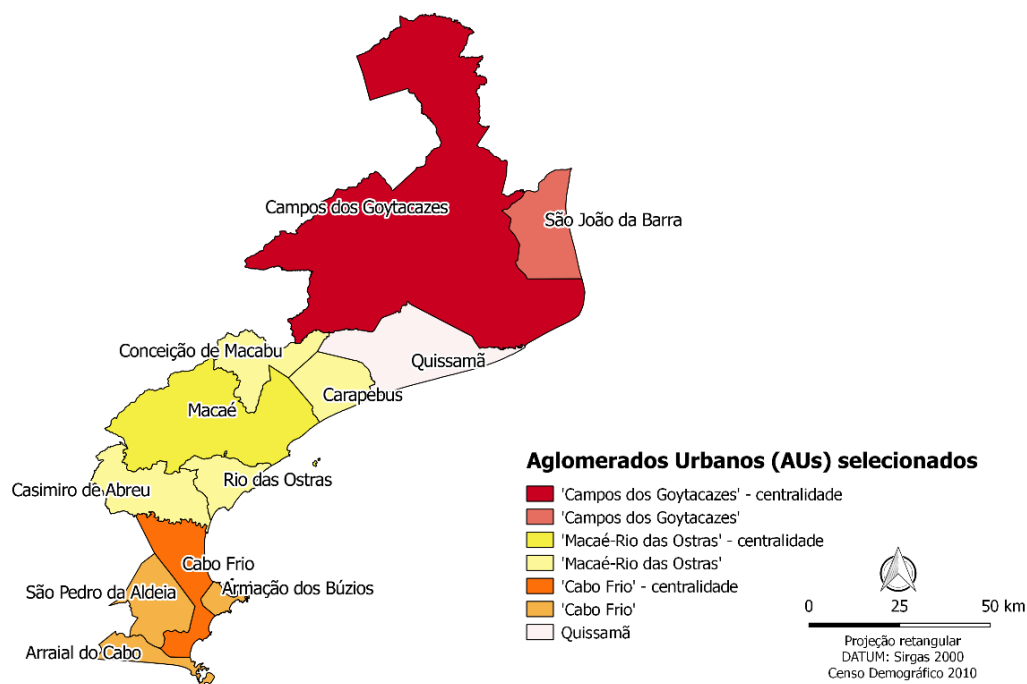 Campos dos Goytacazes
São João da Barra
Conceição de Macabu
Quissamã
Carapebus
Macaé
Rio das Ostras
Casimiro de Abreu
Cabo Frio
Armação dos Búzios
São Pedro da Aldeia
Arraial do Cabo
Aglomerados Urbanos (AUs) selecionados
'Campos dos Goytacazes' - centralidade
'Campos dos Goytacazes'
'Macaé-Rio das Ostras' - centralidade
'Macaé-Rio das Ostras'
'Cabo Frio' - centralidade
'Cabo Frio'
Quissamã
0 25 50 km
Projeção retangular
DATUM: Sirgas 2000
Censo Demográfico 2010